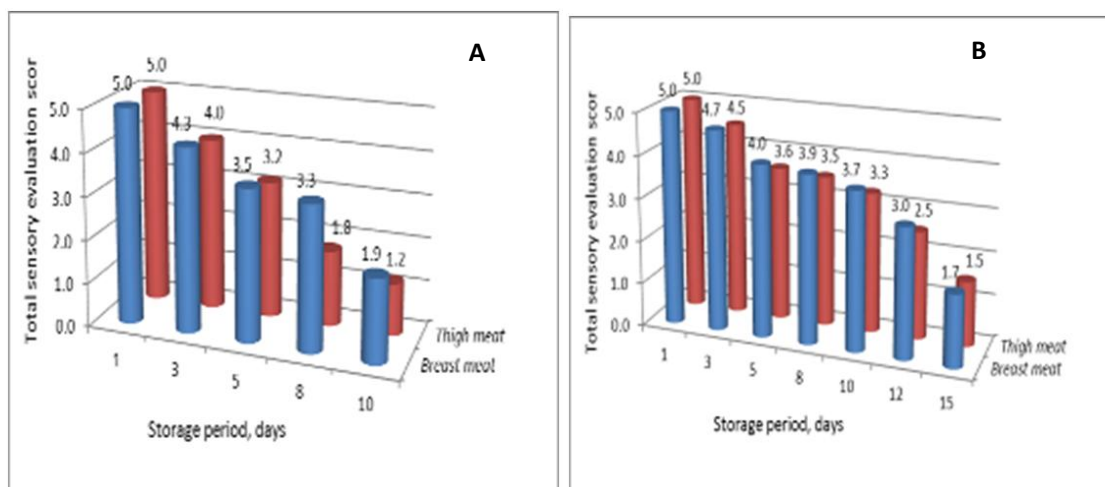 A
Total sensory evaluation scor
5.0
4.0
3.0
2.0
1.0
0.0
5.0 5.0
4.3 4.0
3.5 3.2
3.3 1.8
1.9 1.2
1 3 5 8 10
Thigh meat
Breast meat
Storage period, days
B
Total sensory evaluation scor
5.0
4.0
3.0
2.0
1.0
0.0
5.0 5.0
4.7 4.5
4.0 3.6
3.9 3.5
3.7 3.3
3.0 2.5
1.7 1.5
1 3 5 8 10 12 15
Thigh meat
Breast meat
Storage period, days